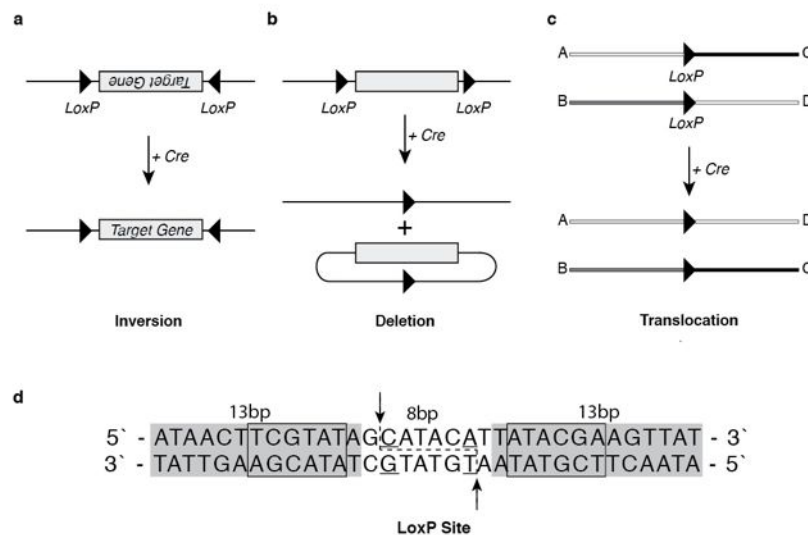 a
b
c
Target Gene
LoxP LoxP
+ Cre
Target Gene
Inversion
LoxP LoxP
+ Cre
+
Deletion
A C
LoxP
B D
LoxP
+ Cre
A D
B C
Translocation
d
13bp 8bp 13bp
5` - ATAACTTCGTATAGCATACATTATACGAAGTTAT - 3`
3` - TATTGAAGCATATCGTATGTAATATGCTTCAATA - 5`
LoxP Site